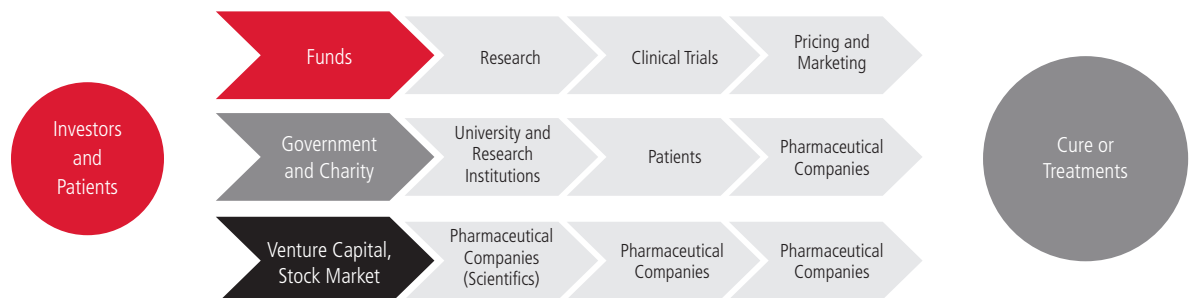 Investors
and
Patients
Funds
Research
Clinical Trials
Pricing and
Marketing
Government
and Charity
University and
Research
Institutions
Patients
Pharmaceutical
Companies
Venture Capital,
Stock Market
Pharmaceutical
Companies
(Scientifics)
Pharmaceutical
Companies
Pharmaceutical
Companies
Cure or
Treatments